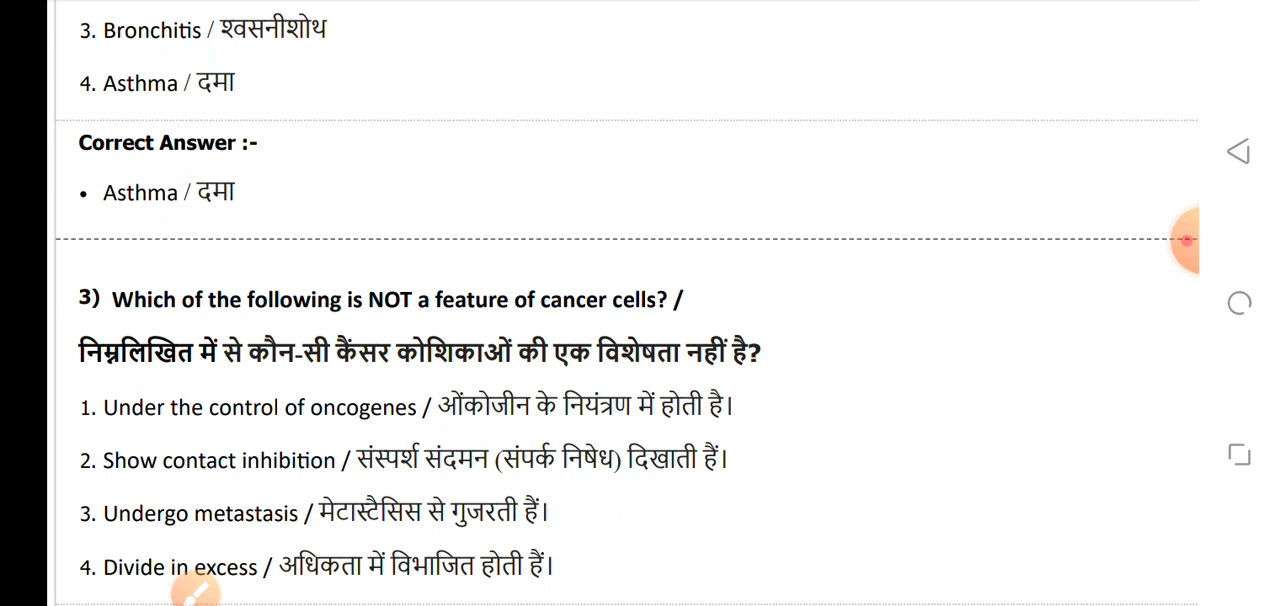 3. Bronchitis / श्वसनीशोथ
4. Asthma / दमा
Correct Answer :-
• Asthma / दमा
3) Which of the following is NOT a feature of cancer cells? /
निम्नलिखित में से कौन-सी कैंसर कोशिकाओं की एक विशेषता नहीं है?
1. Under the control of oncogenes / ओंकोजीन के नियंत्रण में होती है।
2. Show contact inhibition / संस्पर्श संदमन (संपर्क निषेध) दिखाती हैं।
3. Undergo metastasis / मेटास्टैसिस से गुजरती हैं।
4. Divide in excess / अधिकता में विभाजित होती हैं।